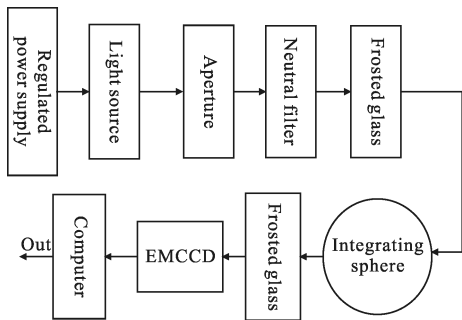 Regulated
power supply
Light source
Aperture
Neutral filter
Frosted glass
Out
Computer
EMCCD
Frosted glass
Integrating
sphere